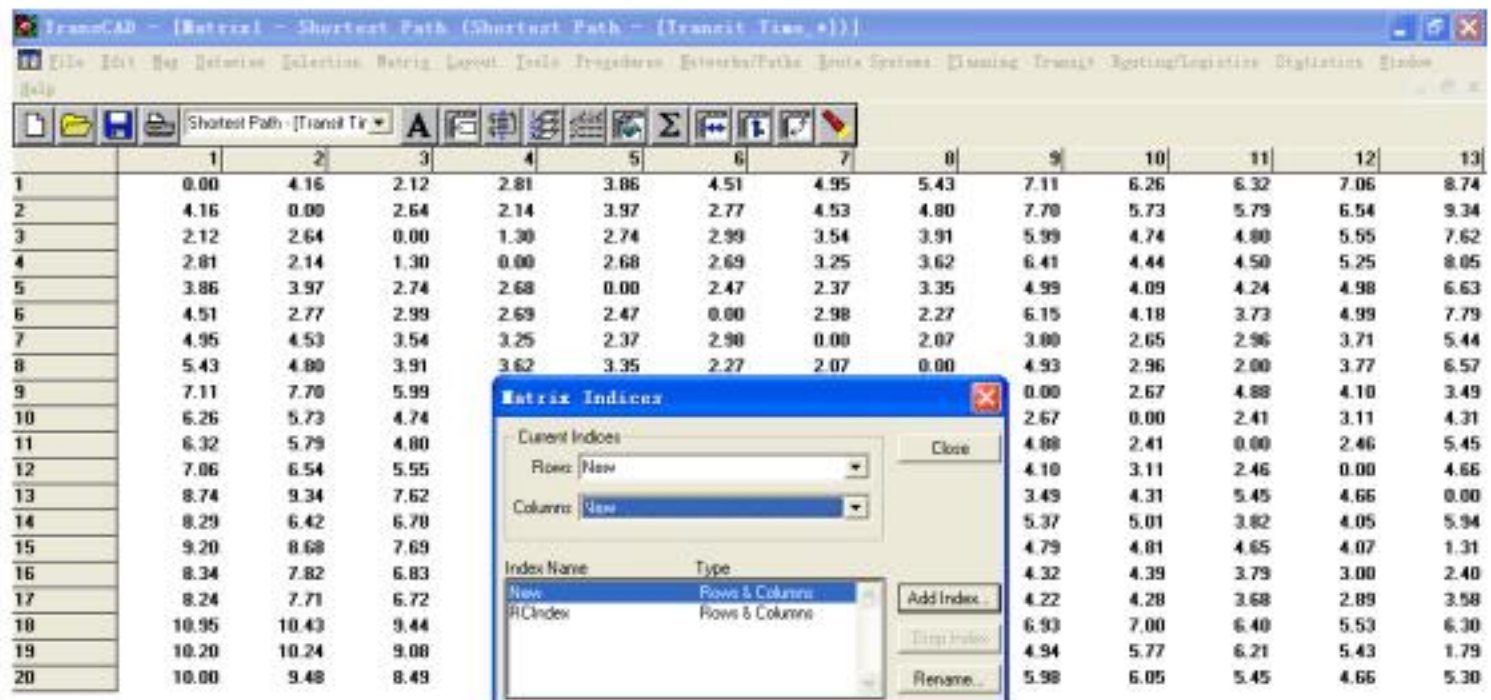 TransCAD - [Matrix1 - Shortest Path (Shortest Path - [Transit Time_*])]
File Edit Map Dataview Selection Matrix Layout Tools Procedures Networks/Paths Route Systems Planning Transit Routing/Logistics Statistics Window
Help
Shortest Path - [Transit Tir
1 2 3 4 5 6 7 8 9 10 11 12 13
1 0.00 4.16 2.12 2.81 3.86 4.51 4.95 5.43 7.11 6.26 6.32 7.06 8.74
2 4.16 0.00 2.64 2.14 3.97 2.77 4.53 4.80 7.70 5.73 5.79 6.54 9.34
3 2.12 2.64 0.00 1.30 2.74 2.99 3.54 3.91 5.99 4.74 4.80 5.55 7.62
4 2.81 2.14 1.30 0.00 2.68 2.69 3.25 3.62 6.41 4.44 4.50 5.25 8.05
5 3.86 3.97 2.74 2.68 0.00 2.47 2.37 3.35 4.99 4.09 4.24 4.98 6.63
6 4.51 2.77 2.99 2.69 2.47 0.00 2.98 2.27 6.15 4.18 3.73 4.99 7.79
7 4.95 4.53 3.54 3.25 2.37 2.98 0.00 2.07 3.80 2.65 2.96 3.71 5.44
8 5.43 4.80 3.91 3.62 3.35 2.27 2.07 0.00 4.93 2.96 2.00 3.77 6.57
9 7.11 7.70 5.99 0.00 2.67 4.88 4.10 3.49
10 6.26 5.73 4.74 2.67 0.00 2.41 3.11 4.31
11 6.32 5.79 4.80 4.88 2.41 0.00 2.46 5.45
12 7.06 6.54 5.55 4.10 3.11 2.46 0.00 4.66
13 8.74 9.34 7.62 3.49 4.31 5.45 4.66 0.00
14 8.29 6.42 6.78 5.37 5.01 3.82 4.05 5.94
15 9.20 8.68 7.69 4.79 4.81 4.65 4.07 1.31
16 8.34 7.82 6.83 4.32 4.39 3.79 3.00 2.40
17 8.24 7.71 6.72 4.22 4.28 3.68 2.89 3.58
18 10.95 10.43 9.44 6.93 7.00 6.40 5.53 6.30
19 10.20 10.24 9.08 4.94 5.77 6.21 5.43 1.79
20 10.00 9.48 8.49 5.98 6.05 5.45 4.66 5.30
Matrix Indices
Current Indices
Close
Rows New
Columns New
Index Name Type
New Rows & Columns
RCIndex Rows & Columns
Add Index...
Drop Index
Rename...